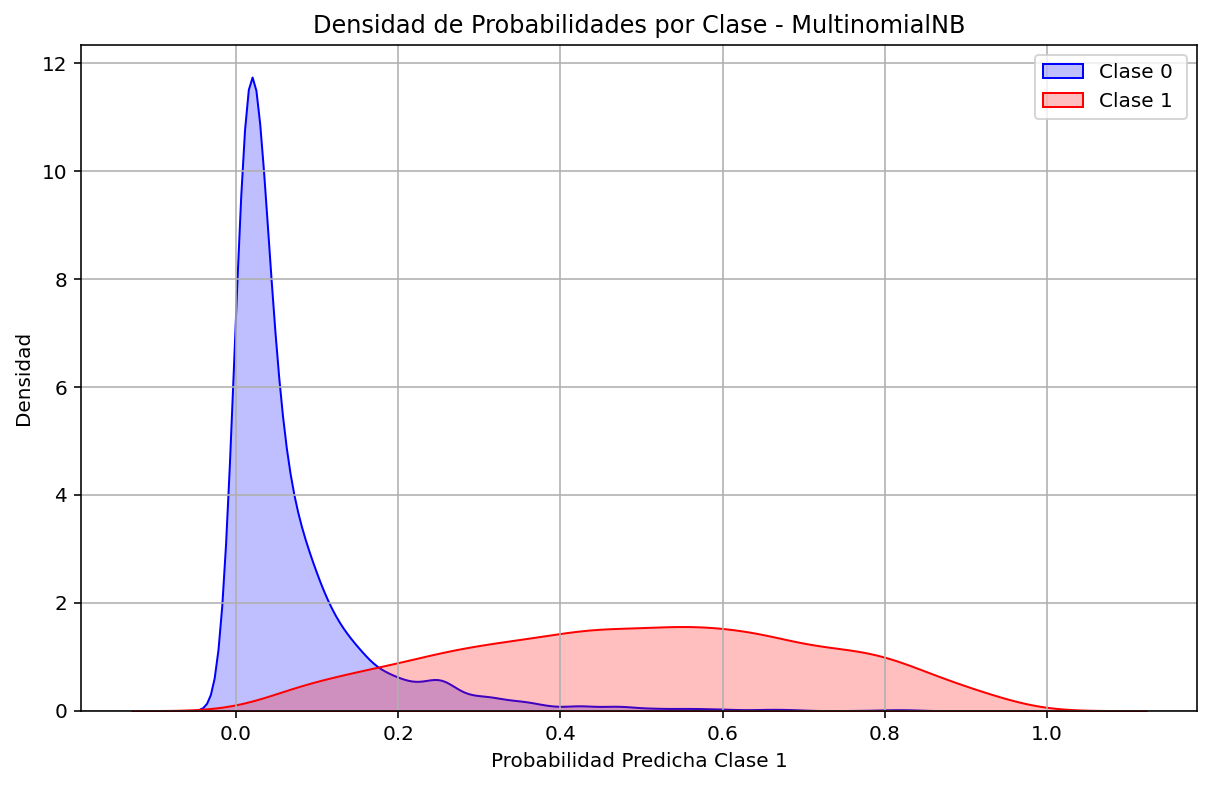 Densidad de Probabilidades por Clase - MultinomialNB
Clase 0
Clase 1
Densidad
12
10
8
6
4
2
0
0.0 0.2 0.4 0.6 0.8 1.0
Probabilidad Predicha Clase 1